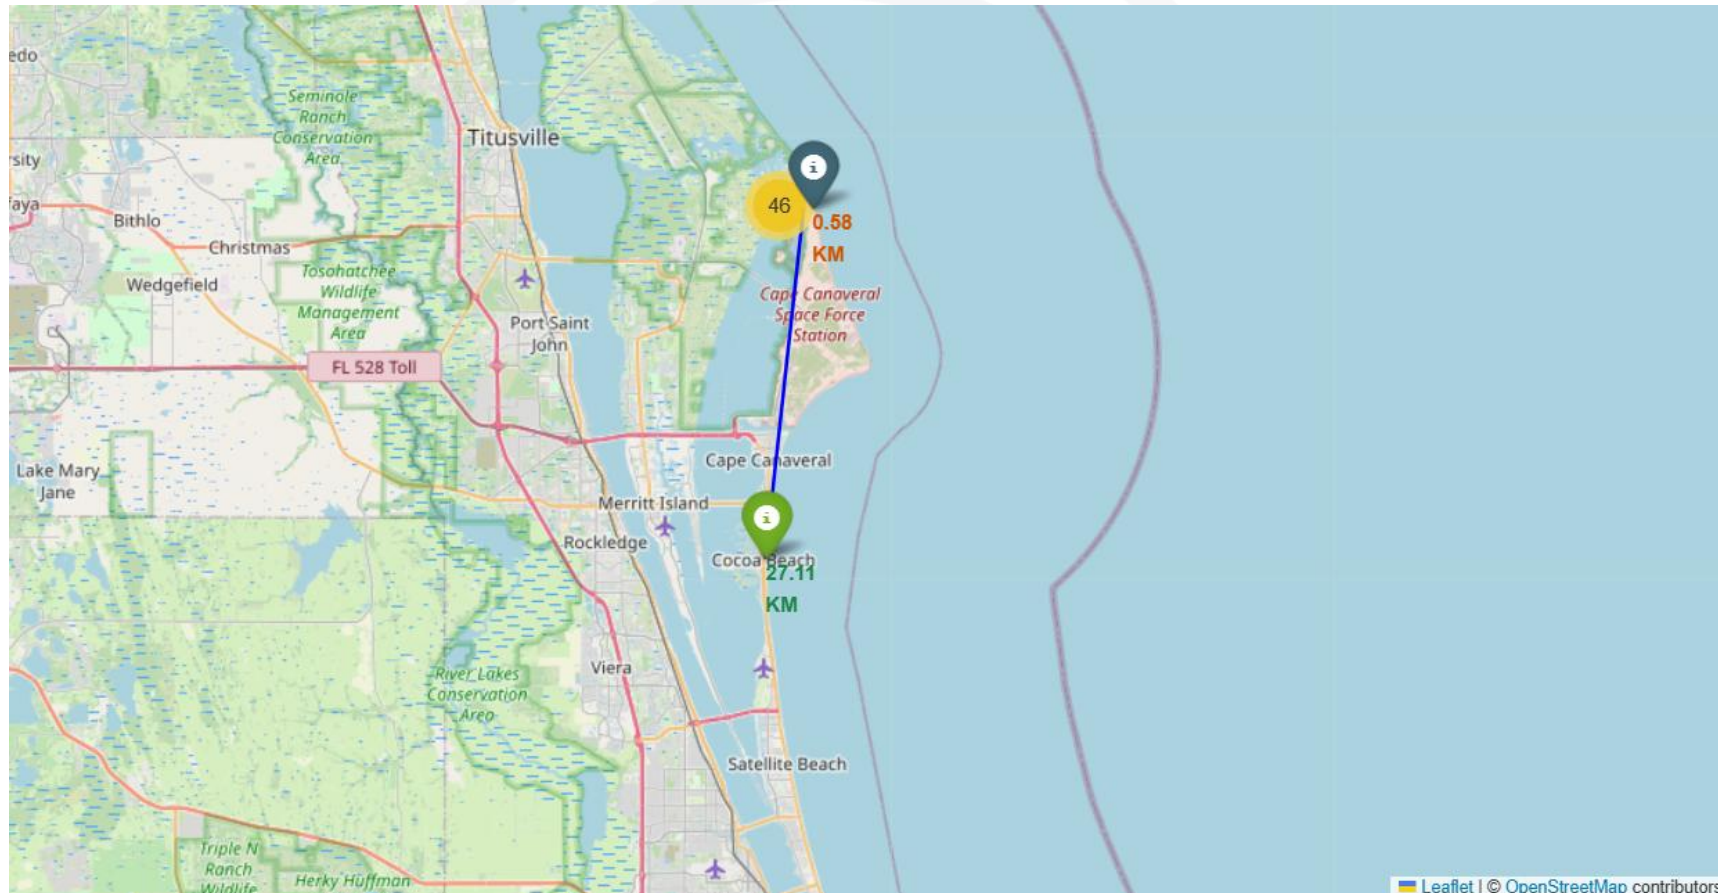 edo
Seminole
Ranch
Conservation
Area
Titusville
rsity
46
0.58
KM
faya
Bithlo
Christmas
Tosohatchee
Wildlife
Management
Area
Wedgefield
Cape Canaveral
Space Force
Station
Port Saint
John
FL 528 Toll
Lake Mary
Jane
Cape Canaveral
Merritt Island
Rockledge
Cocoa Beach
27.11
KM
Viera
River Lakes
Conservation
Area
Satellite Beach
Triple N
Ranch
Wildlife
Herky Huffman
Leaflet | © OpenStreetMap contributors